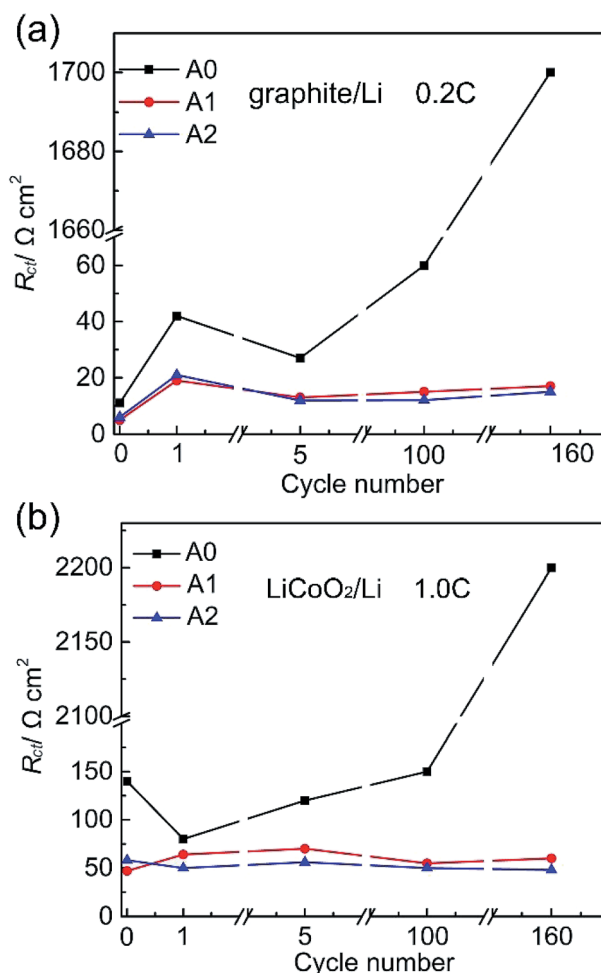 (a)
1700
1680
1660
60
40
20
0
R_ct/ Ω cm²
A0
A1
A2
graphite/Li 0.2C
0 1 5 100 160
Cycle number
(b)
2200
2150
2100
150
100
50
0
R_ct/ Ω cm²
A0
A1
A2
LiCoO₂/Li 1.0C
0 1 5 100 160
Cycle number